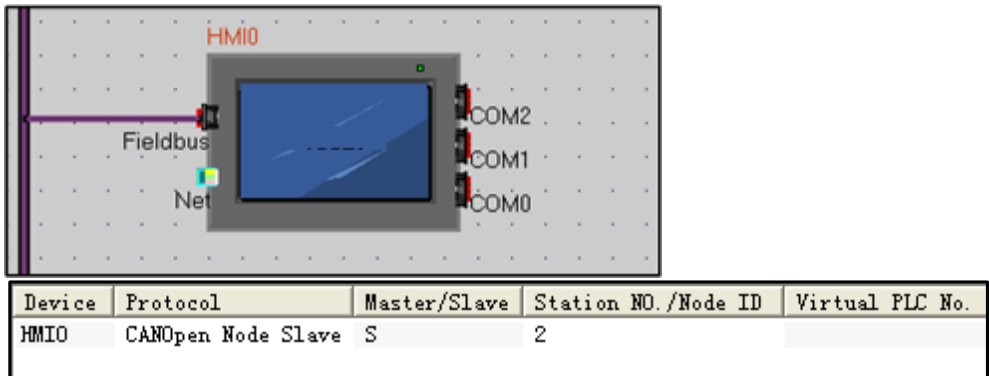 HMI0
COM2
Fieldbus
COM1
Net
COM0
Device Protocol Master/Slave Station NO./Node ID Virtual PLC No.
HMI0 CANOpen Node Slave S 2